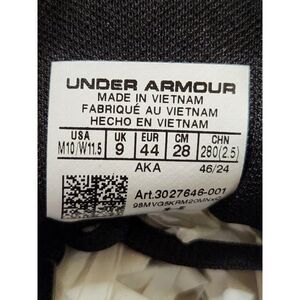 UNDER ARMOUR
MADE IN VIETNAM
FABRIQUÉ AU VIETNAM
HECHO EN VIETNAM
USA UK EUR CM CHN
M10/W11.5 9 44 28 280(2.5)
AKA 46/24
Art.3027646-001